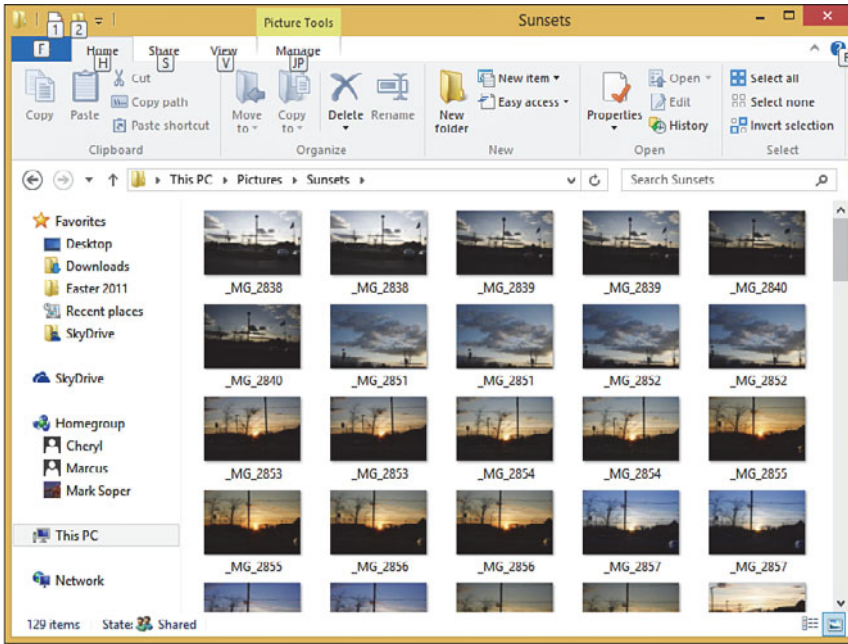 Picture Tools Sunsets
1 2
F Home Share View Manage
H S V JP
Copy Paste Cut Copy path Paste shortcut
Move to Copy to Delete Rename
New folder New item Easy access
Properties Open Edit History
Select all Select none Invert selection
Clipboard Organize New Open Select
This PC Pictures Sunsets Search Sunsets
Favorites
Desktop
Downloads
Easter 2011
Recent places
SkyDrive
SkyDrive
Homegroup
Cheryl
Marcus
Mark Soper
This PC
Network
_MG_2838 _MG_2838 _MG_2839 _MG_2839 _MG_2840
_MG_2840 _MG_2851 _MG_2851 _MG_2852 _MG_2852
_MG_2853 _MG_2853 _MG_2854 _MG_2854 _MG_2855
_MG_2855 _MG_2856 _MG_2856 _MG_2857 _MG_2857
129 items State: Shared